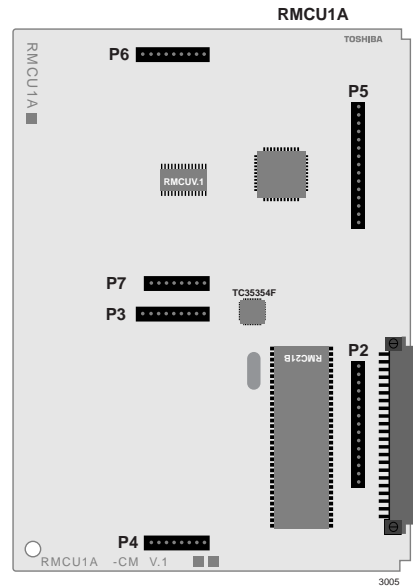 RMCU1A
TOSHIBA
RMCU1A
P6
P5
RMCUV.1
P7
TC35354F
P3
P2
RMC21B
P4
RMCU1A -CM V.1
3005